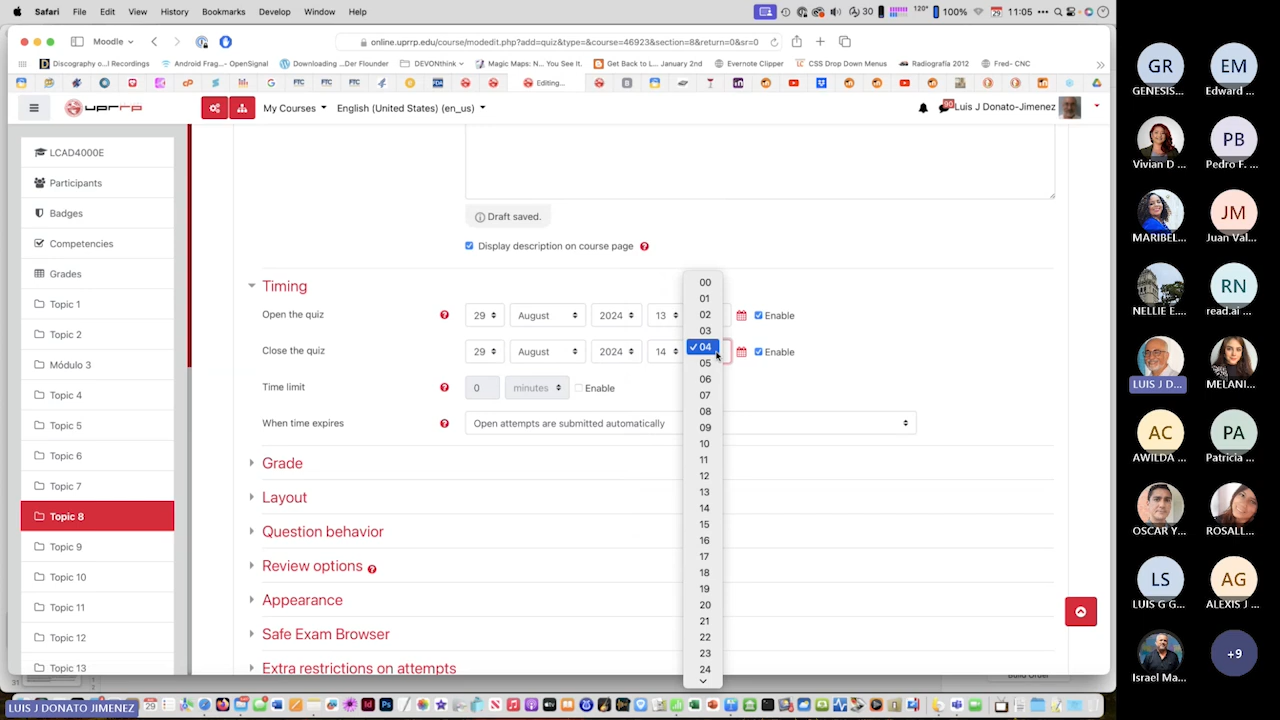 Safari File Edit View History Bookmarks Develop Window Help
30 120° 100% 29 11:05
Moodle
online.uprrp.edu/course/modedit.php?add=quiz&type=&course=46923&section=8&return=0&sr=0
Discography o...l Recordings
Android Frag...- OpenSignal
Downloading ...Der Flounder
DEVONthink
Magic Maps: N... You See It.
Get Back to L... January 2nd
Evernote Clipper
CSS Drop Down Menus
Radiografía 2012
Fred- CNC
Editing...
uprrp
My Courses
English (United States) (en_us)
90
Luis J Donato-Jimenez
LCAD4000E
Participants
Badges
Competencies
Grades
Topic 1
Topic 2
Módulo 3
Topic 4
Topic 5
Topic 6
Topic 7
Topic 8
Topic 9
Topic 10
Topic 11
Topic 12
Topic 13
Draft saved.
Display description on course page
Timing
Open the quiz 29 August 2024 13 Enable
Close the quiz 29 August 2024 14 Enable
Time limit 0 minutes Enable
When time expires Open attempts are submitted automatically
Grade
Layout
Question behavior
Review options
Appearance
Safe Exam Browser
Extra restrictions on attempts
00
01
02
03
✓ 04
05
06
07
08
09
10
11
12
13
14
15
16
17
18
19
20
21
22
23
24
Build Order
LUIS J DONATO JIMENEZ
GR
GENESIS...
EM
Edward ...
Vivian D ...
PB
Pedro F. ...
MARIBEL...
JM
Juan Val...
NELLIE E...
RN
read.ai ...
LUIS J D...
MELANI...
AC
AWILDA ...
PA
Patricia ...
OSCAR Y...
ROSALL...
LS
LUIS G G...
AG
ALEXIS J ...
Israel Ma...
+9